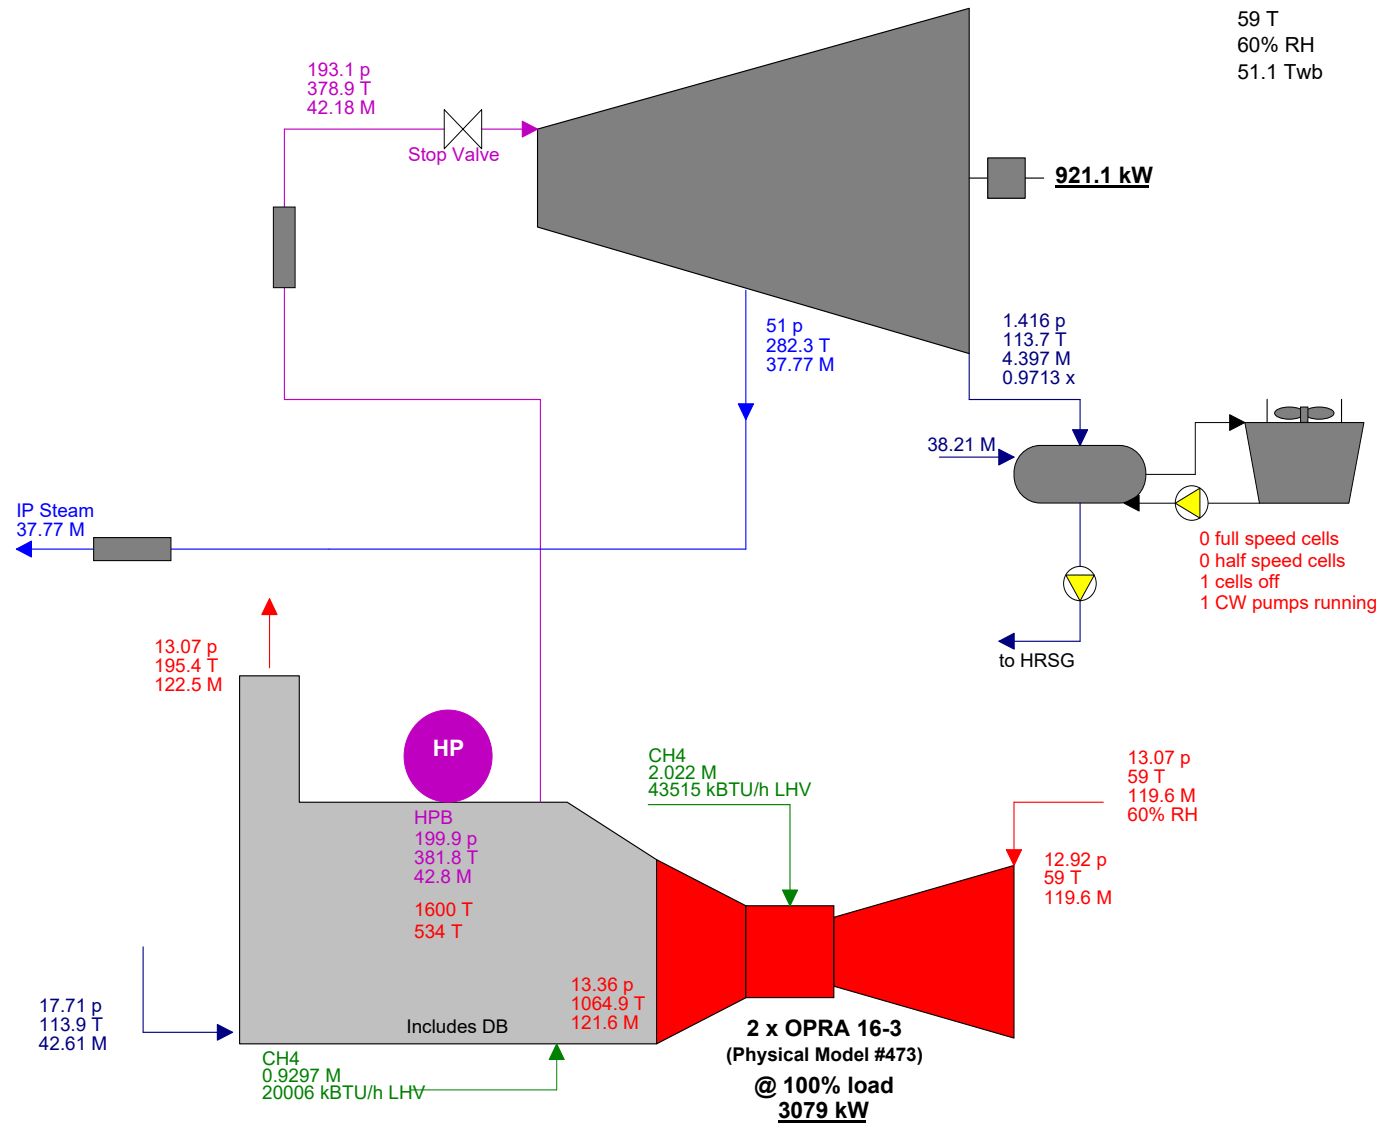 59 T
60% RH
51.1 Twb
193.1 p
378.9 T
42.18 M
Stop Valve
921.1 kW
51 p
282.3 T
37.77 M
1.416 p
113.7 T
4.397 M
0.9713 x
38.21 M
IP Steam
37.77 M
0 full speed cells
0 half speed cells
1 cells off
1 CW pumps running
to HRSG
13.07 p
195.4 T
122.5 M
HP
HPB
199.9 p
381.8 T
42.8 M
1600 T
534 T
CH4
2.022 M
43515 kBTU/h LHV
13.07 p
59 T
119.6 M
60% RH
12.92 p
59 T
119.6 M
13.36 p
1064.9 T
121.6 M
17.71 p
113.9 T
42.61 M
Includes DB
CH4
0.9297 M
20006 kBTU/h LHV
2 x OPRA 16-3
(Physical Model #473)
@ 100% load
3079 kW